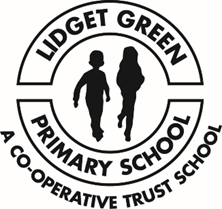 LIDGET GREEN
PRIMARY SCHOOL
A CO-OPERATIVE TRUST SCHOOL